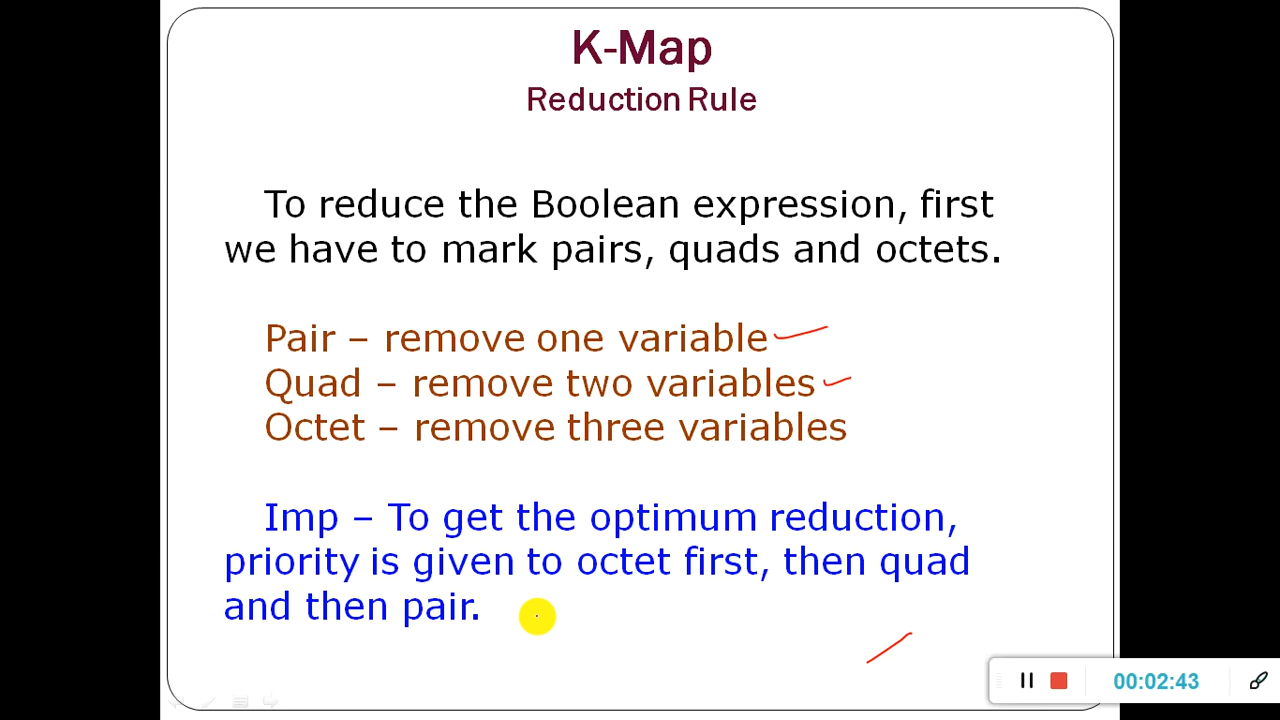 K-Map
Reduction Rule
To reduce the Boolean expression, first
we have to mark pairs, quads and octets.
Pair – remove one variable
Quad – remove two variables
Octet – remove three variables
Imp – To get the optimum reduction,
priority is given to octet first, then quad
and then pair.
00:02:43